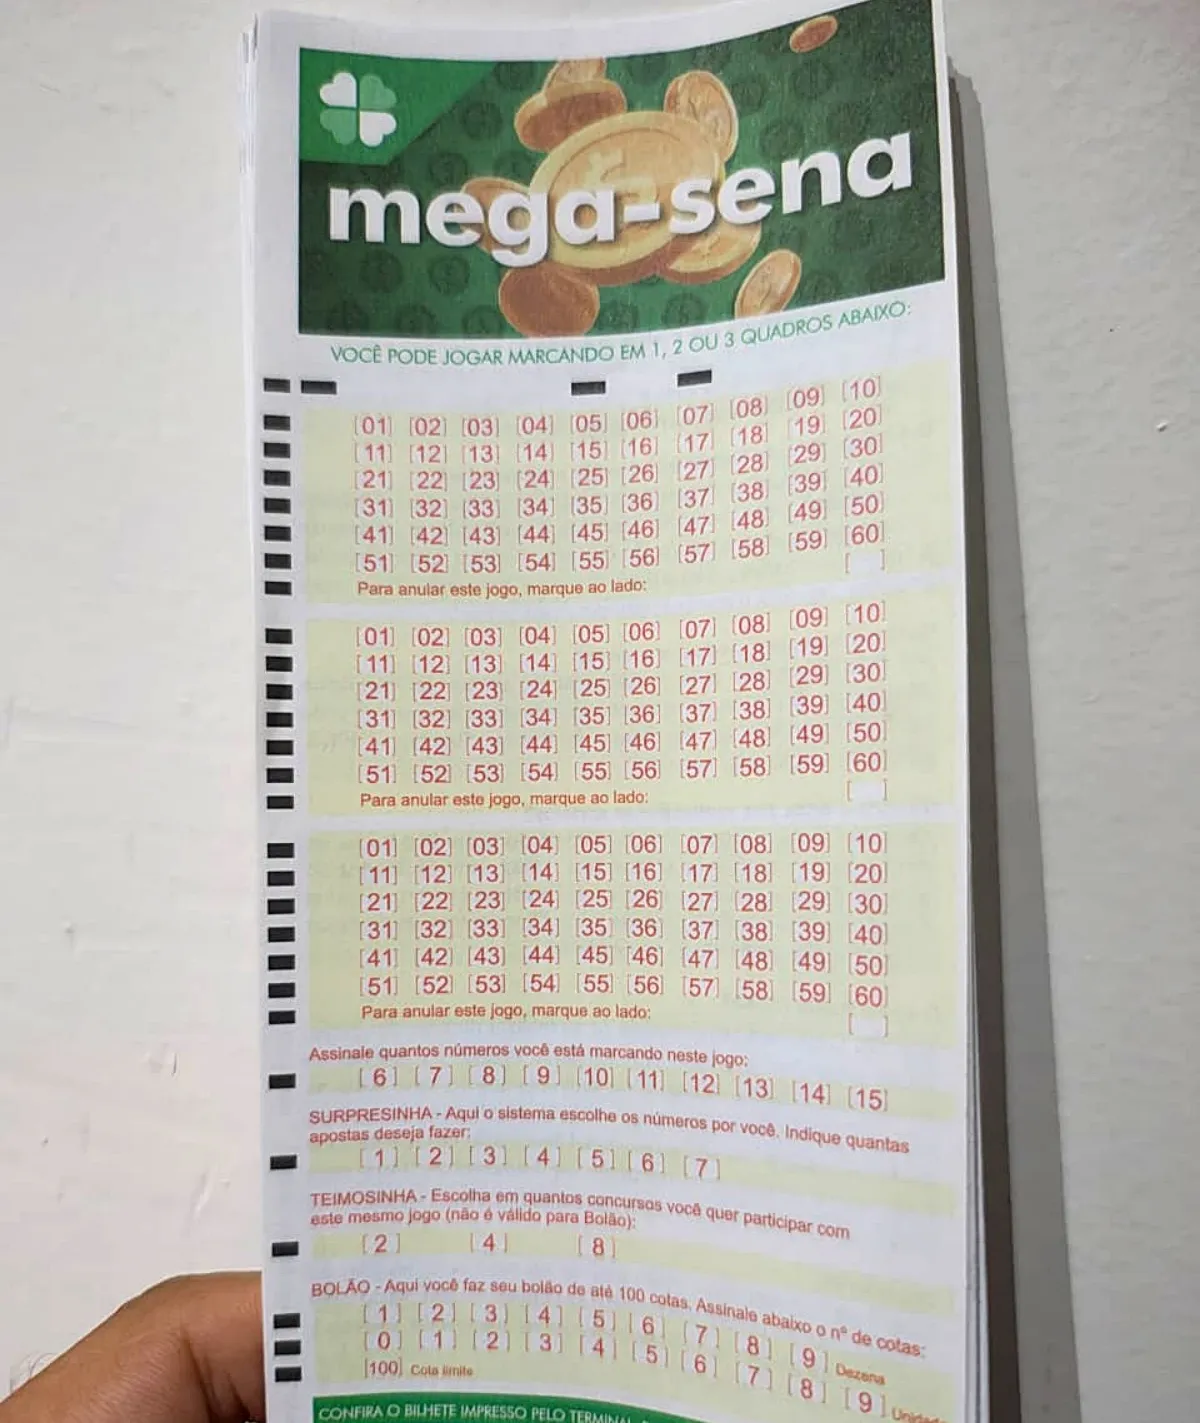 mega-sena
VOCÊ PODE JOGAR MARCANDO EM 1, 2 OU 3 QUADROS ABAIXO:
[01] [02] [03] [04] [05] [06] [07] [08] [09] [10]
[11] [12] [13] [14] [15] [16] [17] [18] [19] [20]
[21] [22] [23] [24] [25] [26] [27] [28] [29] [30]
[31] [32] [33] [34] [35] [36] [37] [38] [39] [40]
[41] [42] [43] [44] [45] [46] [47] [48] [49] [50]
[51] [52] [53] [54] [55] [56] [57] [58] [59] [60]
Para anular este jogo, marque ao lado: [ ]
[01] [02] [03] [04] [05] [06] [07] [08] [09] [10]
[11] [12] [13] [14] [15] [16] [17] [18] [19] [20]
[21] [22] [23] [24] [25] [26] [27] [28] [29] [30]
[31] [32] [33] [34] [35] [36] [37] [38] [39] [40]
[41] [42] [43] [44] [45] [46] [47] [48] [49] [50]
[51] [52] [53] [54] [55] [56] [57] [58] [59] [60]
Para anular este jogo, marque ao lado: [ ]
[01] [02] [03] [04] [05] [06] [07] [08] [09] [10]
[11] [12] [13] [14] [15] [16] [17] [18] [19] [20]
[21] [22] [23] [24] [25] [26] [27] [28] [29] [30]
[31] [32] [33] [34] [35] [36] [37] [38] [39] [40]
[41] [42] [43] [44] [45] [46] [47] [48] [49] [50]
[51] [52] [53] [54] [55] [56] [57] [58] [59] [60]
Para anular este jogo, marque ao lado: [ ]
Assinale quantos números você está marcando neste jogo:
[6] [7] [8] [9] [10] [11] [12] [13] [14] [15]
SURPRESINHA - Aqui o sistema escolhe os números por você. Indique quantas
apostas deseja fazer:
[1] [2] [3] [4] [5] [6] [7]
TEIMOSINHA - Escolha em quantos concursos você quer participar com
este mesmo jogo (não é válido para Bolão):
[2] [4] [8]
BOLÃO - Aqui você faz seu bolão de até 100 cotas. Assinale abaixo o nº de cotas:
[1] [2] [3] [4] [5] [6] [7] [8] [9] Dezena
[0] [1] [2] [3] [4] [5] [6] [7] [8] [9] Unidade
[100] Cota limite
CONFIRA O BILHETE IMPRESSO PELO TERMINAL